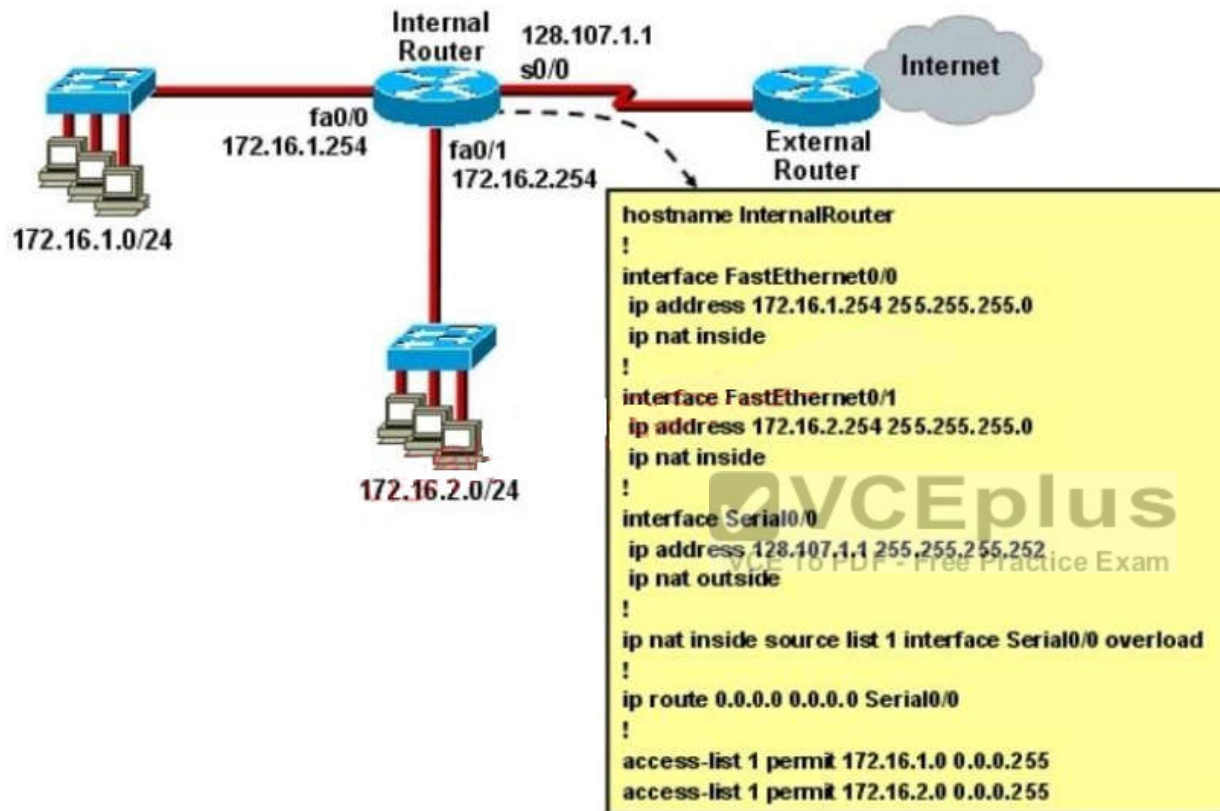 Internal
Router
128.107.1.1
s0/0
Internet
fa0/0
172.16.1.254
fa0/1
172.16.2.254
External
Router
172.16.1.0/24
172.16.2.0/24
hostname InternalRouter
!
interface FastEthernet0/0
ip address 172.16.1.254 255.255.255.0
ip nat inside
!
interface FastEthernet0/1
ip address 172.16.2.254 255.255.255.0
ip nat inside
!
interface Serial0/0
ip address 128.107.1.1 255.255.255.252
ip nat outside
!
ip nat inside source list 1 interface Serial0/0 overload
!
ip route 0.0.0.0 0.0.0.0 Serial0/0
!
access-list 1 permit 172.16.1.0 0.0.0.255
access-list 1 permit 172.16.2.0 0.0.0.255
VCEplus
VCE To PDF - Free Practice Exam